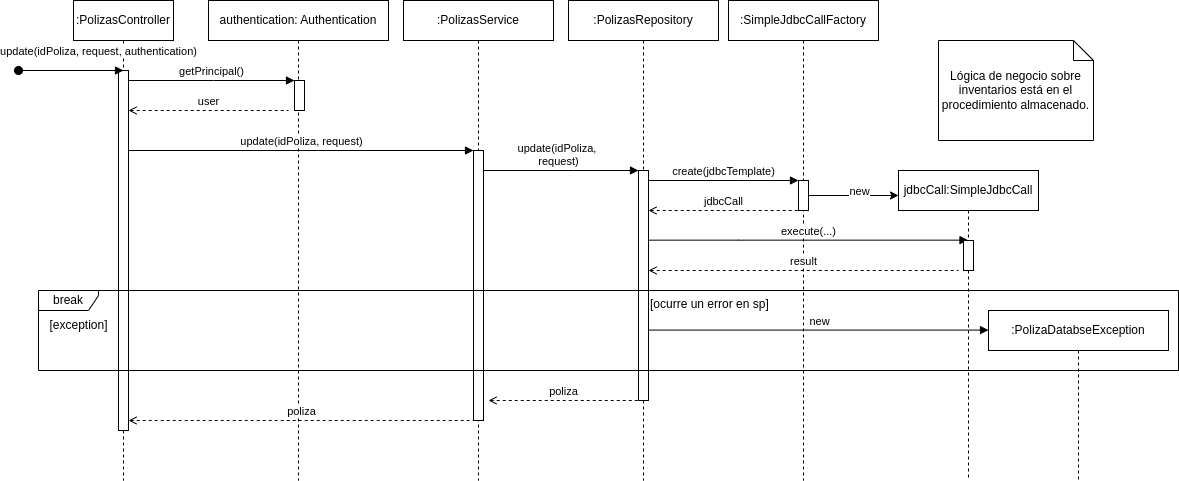 :PolizasController
authentication: Authentication
:PolizasService
:PolizasRepository
:SimpleJdbcCallFactory
update(idPoliza, request, authentication)
getPrincipal()
user
Lógica de negocio sobre
inventarios está en el
procedimiento almacenado.
update(idPoliza, request)
update(idPoliza,
request)
create(jdbcTemplate)
new
jdbcCall:SimpleJdbcCall
jdbcCall
execute(...)
result
break
[ocurre un error en sp]
[exception]
new
:PolizaDatabseException
poliza
poliza